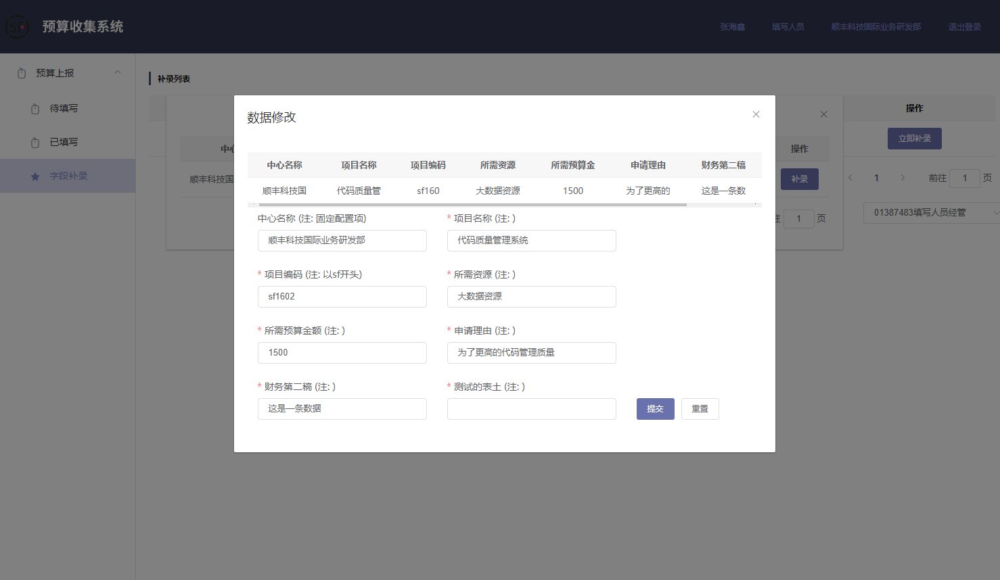 SF 预算收集系统
张海鑫 填写人员 顺丰科技国际业务研发部 退出登录
预算上报
待填写
已填写
字段补录
补录列表
操作
立即补录
1 前往 1 页
01387483填写人员经管
操作
顺丰科技国
补录
1 页
数据修改
中心名称 项目名称 项目编码 所需资源 所需预算金 申请理由 财务第二稿
顺丰科技国 代码质量管 sf160 大数据资源 1500 为了更高的 这是一条数
中心名称 (注: 固定配置项) * 项目名称 (注: )
顺丰科技国际业务研发部 代码质量管理系统
* 项目编码 (注: 以sf开头) * 所需资源 (注: )
sf1602 大数据资源
* 所需预算金额 (注: ) * 申请理由 (注: )
1500 为了更高的代码管理质量
* 财务第二稿 (注: ) * 测试的表土 (注: )
这是一条数据 提交 重置